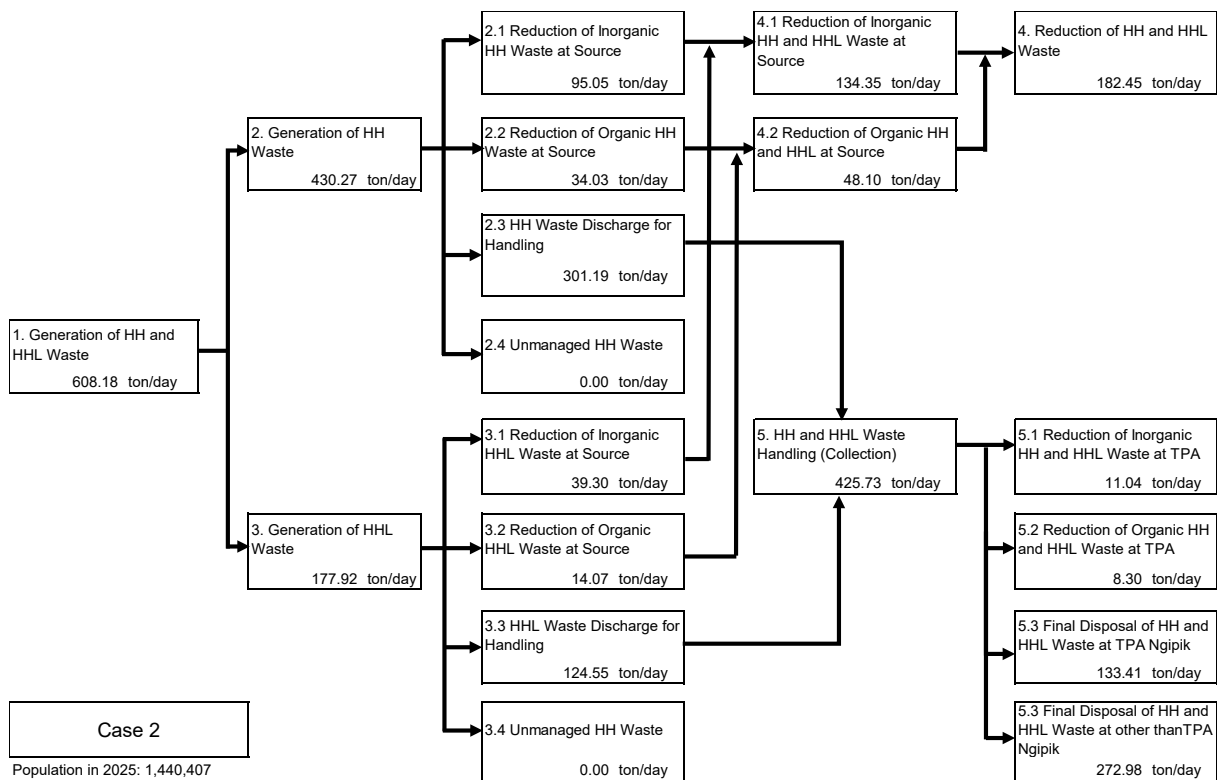 1. Generation of HH and
HHL Waste
608.18 ton/day
2. Generation of HH
Waste
430.27 ton/day
3. Generation of HHL
Waste
177.92 ton/day
2.1 Reduction of Inorganic
HH Waste at Source
95.05 ton/day
2.2 Reduction of Organic HH
Waste at Source
34.03 ton/day
2.3 HH Waste Discharge for
Handling
301.19 ton/day
2.4 Unmanaged HH Waste
0.00 ton/day
3.1 Reduction of Inorganic
HHL Waste at Source
39.30 ton/day
3.2 Reduction of Organic
HHL Waste at Source
14.07 ton/day
3.3 HHL Waste Discharge for
Handling
124.55 ton/day
3.4 Unmanaged HH Waste
0.00 ton/day
4.1 Reduction of Inorganic
HH and HHL Waste at
Source
134.35 ton/day
4.2 Reduction of Organic HH
and HHL at Source
48.10 ton/day
4. Reduction of HH and HHL
Waste
182.45 ton/day
5. HH and HHL Waste
Handling (Collection)
425.73 ton/day
5.1 Reduction of Inorganic
HH and HHL Waste at TPA
11.04 ton/day
5.2 Reduction of Organic HH
and HHL Waste at TPA
8.30 ton/day
5.3 Final Disposal of HH and
HHL Waste at TPA Ngipik
133.41 ton/day
5.3 Final Disposal of HH and
HHL Waste at other thanTPA
Ngipik
272.98 ton/day
Case 2
Population in 2025: 1,440,407